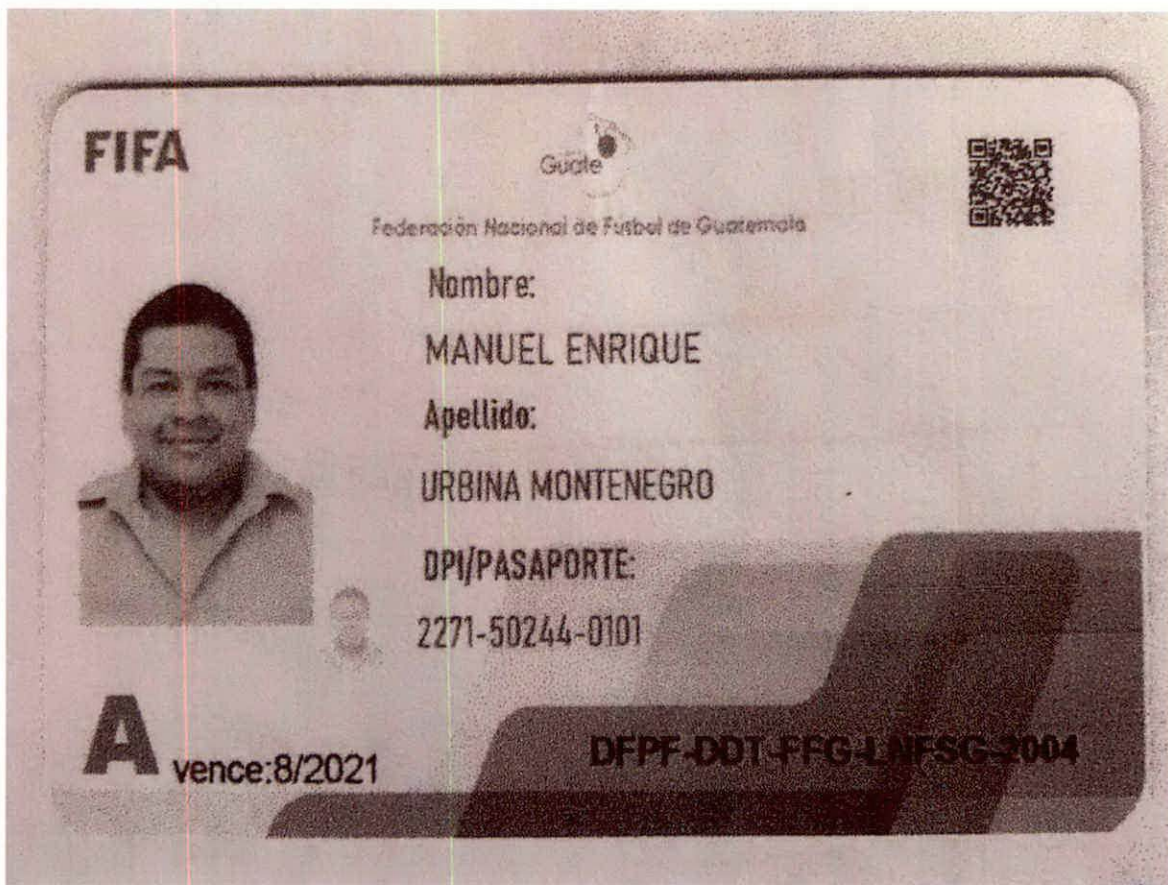 FIFA
Guate
Federación Nacional de Futbol de Guatemala
Nombre:
MANUEL ENRIQUE
Apellido:
URBINA MONTENEGRO
DPI/PASAPORTE:
2271-50244-0101
A
vence:8/2021
DFPF-DDT-FFG-LNFSG-2004